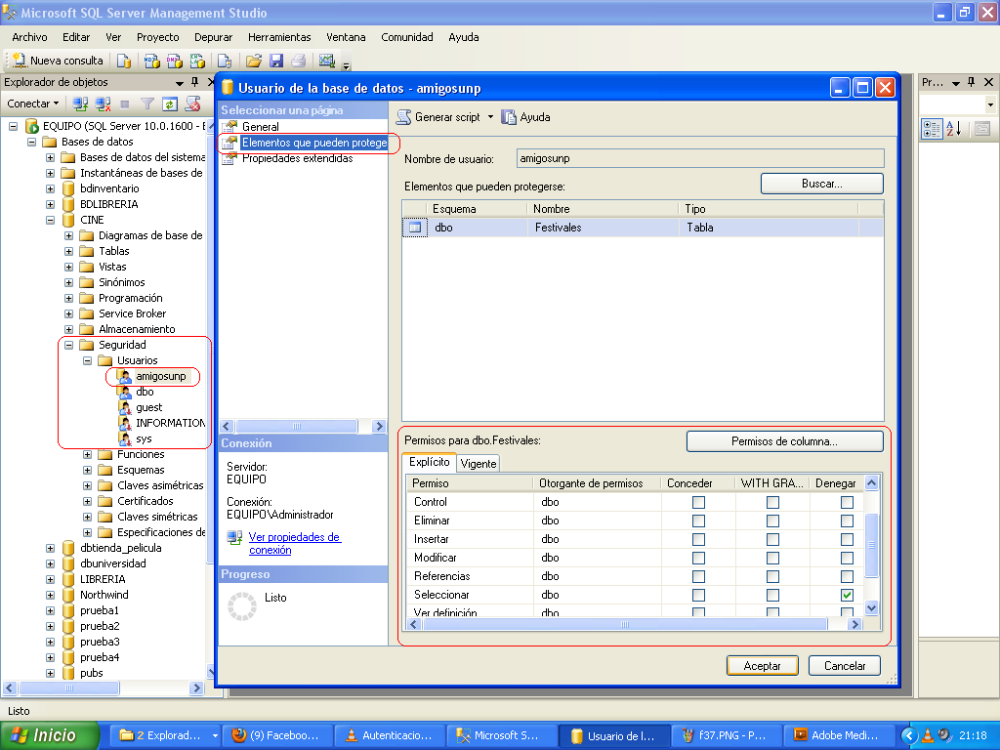 Microsoft SQL Server Management Studio
Archivo Editar Ver Proyecto Depurar Herramientas Ventana Comunidad Ayuda
Nueva consulta
Explorador de objetos
Conectar
EQUIPO (SQL Server 10.0.1600 - E
Bases de datos
Bases de datos del sistema
Instantáneas de bases de
bdinventario
BDLIBRERIA
CINE
Diagramas de base de
Tablas
Vistas
Sinónimos
Programación
Service Broker
Almacenamiento
Seguridad
Usuarios
amigosunp
dbo
guest
INFORMATION
sys
Funciones
Esquemas
Claves asimétricas
Certificados
Claves simétricas
Especificaciones de
dbtienda_pelicula
dbuniversidad
LIBRERIA
Northwind
prueba1
prueba2
prueba3
prueba4
pubs
Usuario de la base de datos - amigosunp
Seleccionar una página
General
Elementos que pueden protege
Propiedades extendidas
Conexión
Servidor:
EQUIPO
Conexión:
EQUIPO\Administrador
Ver propiedades de
conexión
Progreso
Listo
Generar script Ayuda
Nombre de usuario: amigosunp
Elementos que pueden protegerse: Buscar...
Esquema Nombre Tipo
dbo Festivales Tabla
Permisos para dbo.Festivales: Permisos de columna...
Explícito Vigente
Permiso Otorgante de permisos Conceder WITH GRA... Denegar
Control dbo
Eliminar dbo
Insertar dbo
Modificar dbo
Referencias dbo
Seleccionar dbo
Ver definición dbo
Aceptar Cancelar
Pr...
Listo
Inicio 2 Explorad... (9) Faceboo... Autenticacio... Microsoft S... Usuario de l... f37.PNG - P... Adobe Medi... 21:18